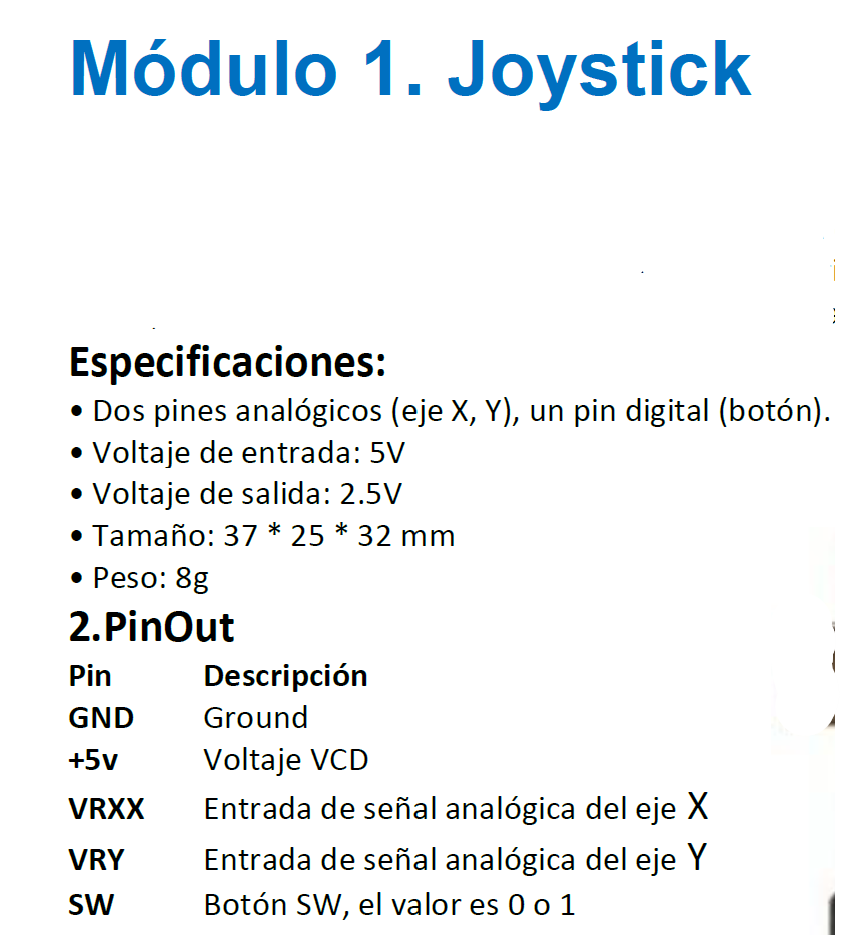 Módulo 1. Joystick
Especificaciones:
• Dos pines analógicos (eje X, Y), un pin digital (botón).
• Voltaje de entrada: 5V
• Voltaje de salida: 2.5V
• Tamaño: 37 * 25 * 32 mm
• Peso: 8g
2.PinOut
Pin Descripción
GND Ground
+5v Voltaje VCD
VRXX Entrada de señal analógica del eje X
VRY Entrada de señal analógica del eje Y
SW Botón SW, el valor es 0 o 1